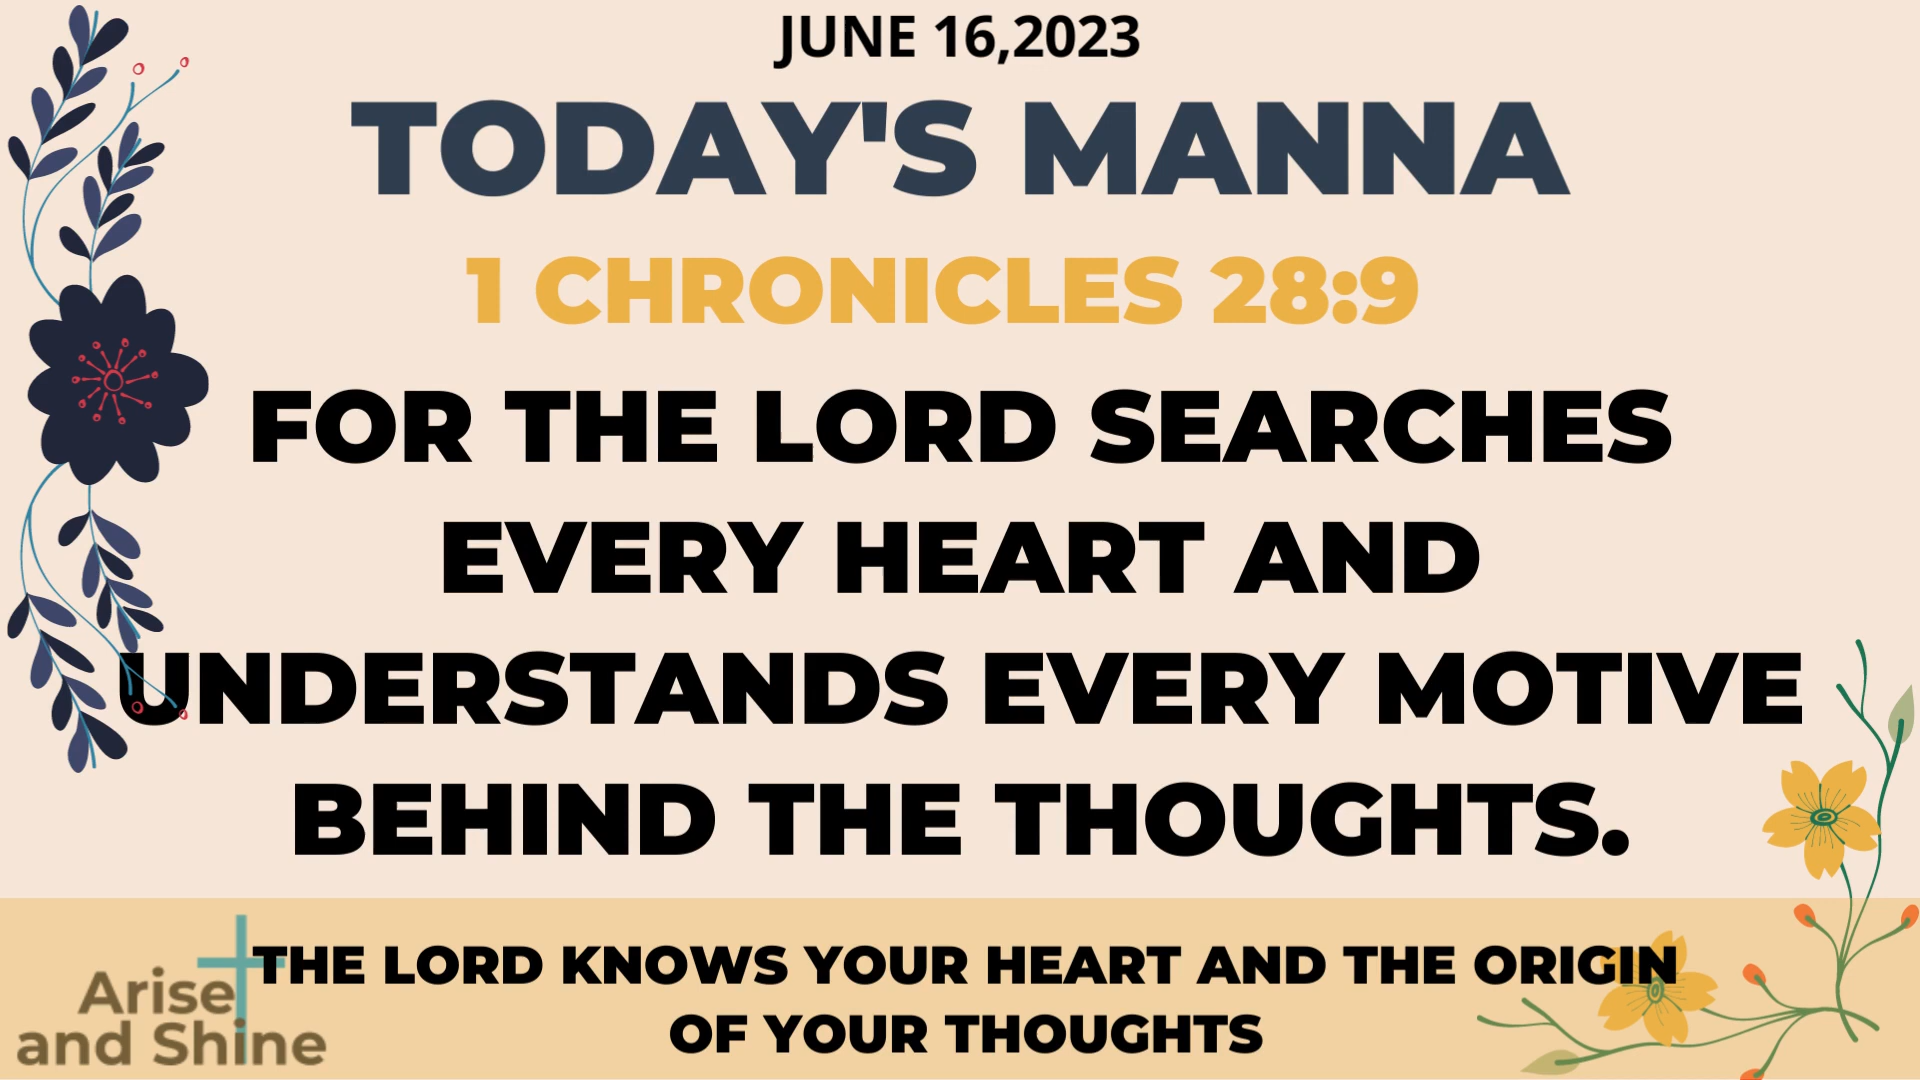 JUNE 16,2023
TODAY'S MANNA
1 CHRONICLES 28:9
FOR THE LORD SEARCHES
EVERY HEART AND
UNDERSTANDS EVERY MOTIVE
BEHIND THE THOUGHTS.
THE LORD KNOWS YOUR HEART AND THE ORIGIN
OF YOUR THOUGHTS
Arise
and Shine